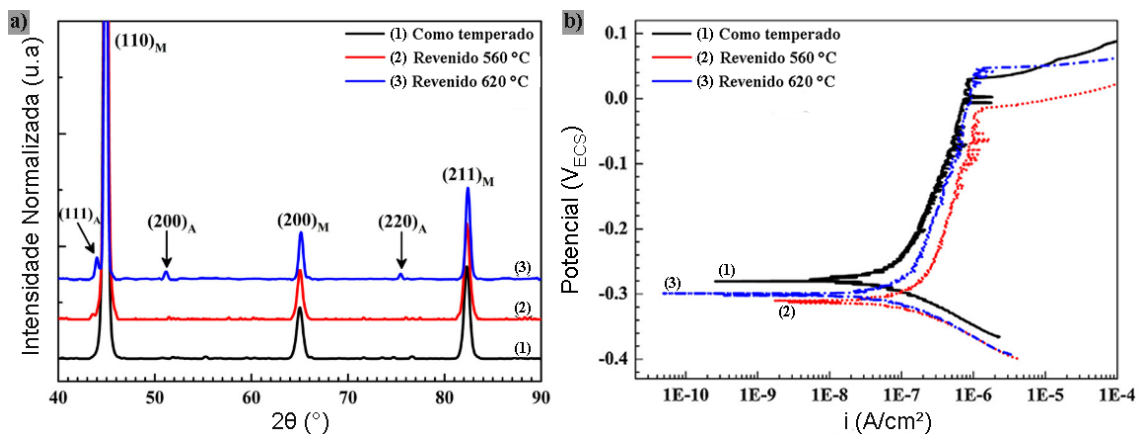 a)
(1) Como temperado
(2) Revenido 560 °C
(3) Revenido 620 °C
(110)M
(111)A
(200)A
(200)M
(220)A
(211)M
(3)
(2)
(1)
Intensidade Normalizada (u.a)
40 50 60 70 80 90
2θ (°)
b)
(1) Como temperado
(2) Revenido 560 °C
(3) Revenido 620 °C
0.1
0.0
-0.1
-0.2
-0.3
-0.4
Potencial (VECS)
(1)
(3)
(2)
1E-10 1E-9 1E-8 1E-7 1E-6 1E-5 1E-4
i (A/cm²)